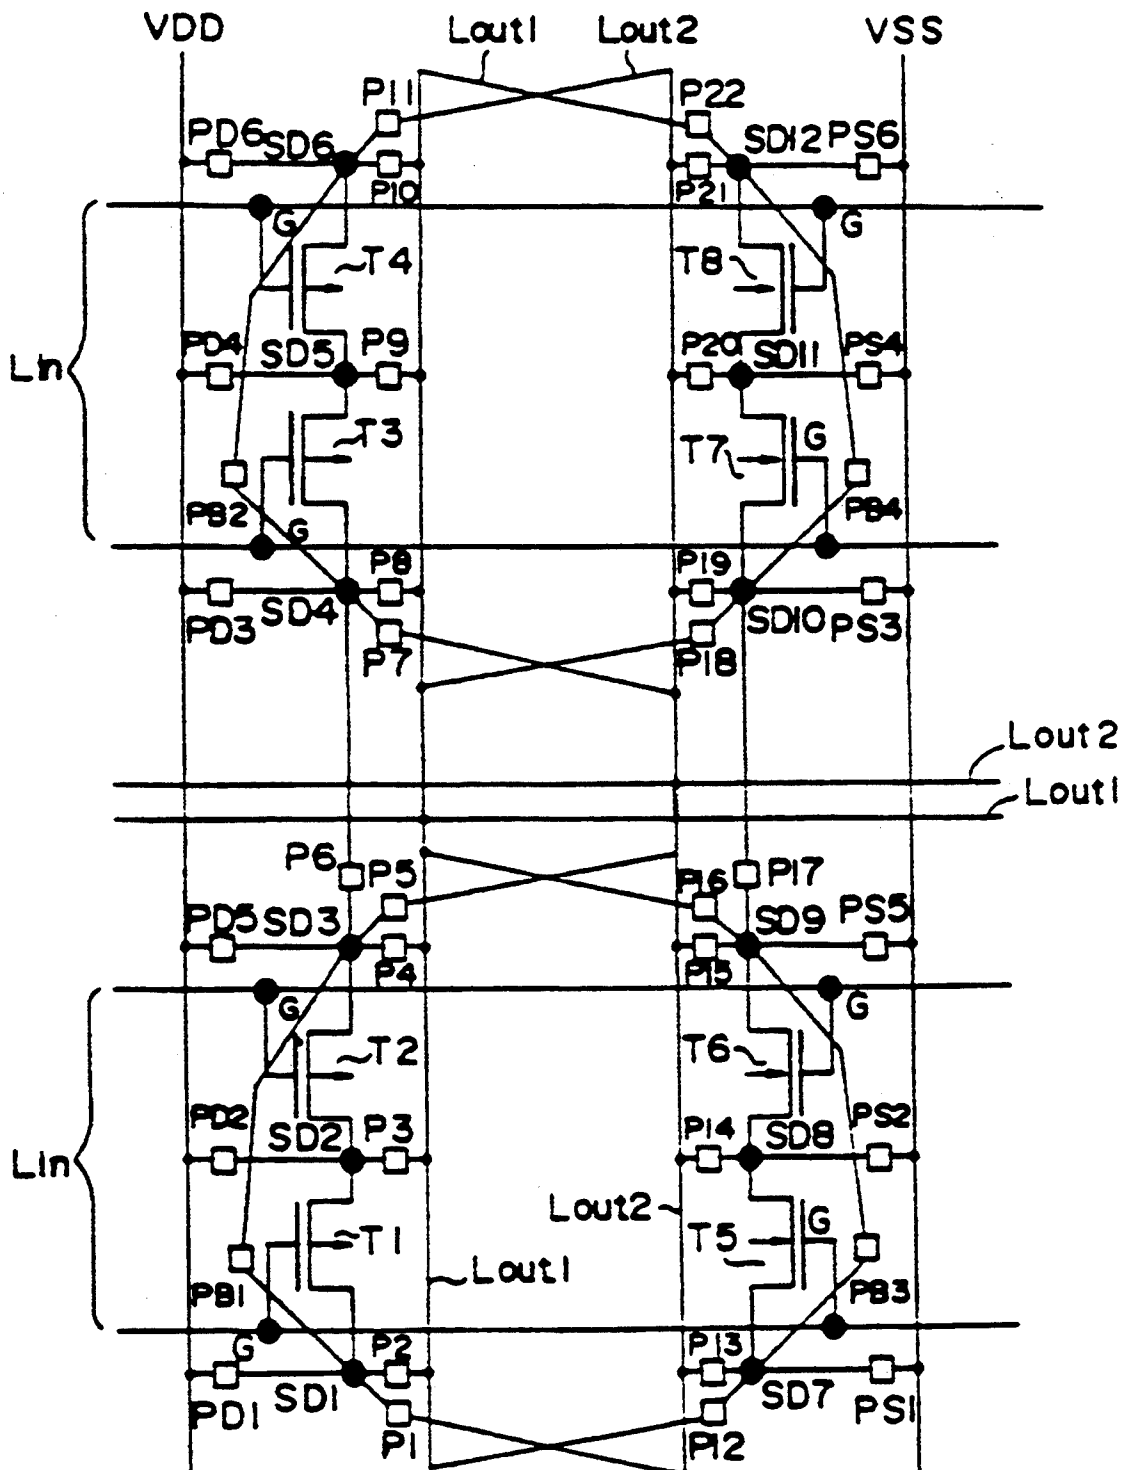 VDD Lout1 Lout2 VSS
P11 P22
PD6 SD6 SD12 PS6
P10 P21
G G
T4 T8
PD4 SD5 P9 P20 SD11 PS4
Lin
T3 T7 G
PB2 G PB4
P8 P19
PD3 SD4 P7 P18 SD10 PS3
Lout2
Lout1
P6 P5 P16 P17
PD5 SD3 SD9 PS5
P4 P15
G G
T2 T6
PD2 SD2 P3 P14 SD8 PS2
Lin
Lout2 G
T1 Lout1 T5
PB1 PB3
G P2 P13
PD1 SD1 P1 P12 SD7 PS1